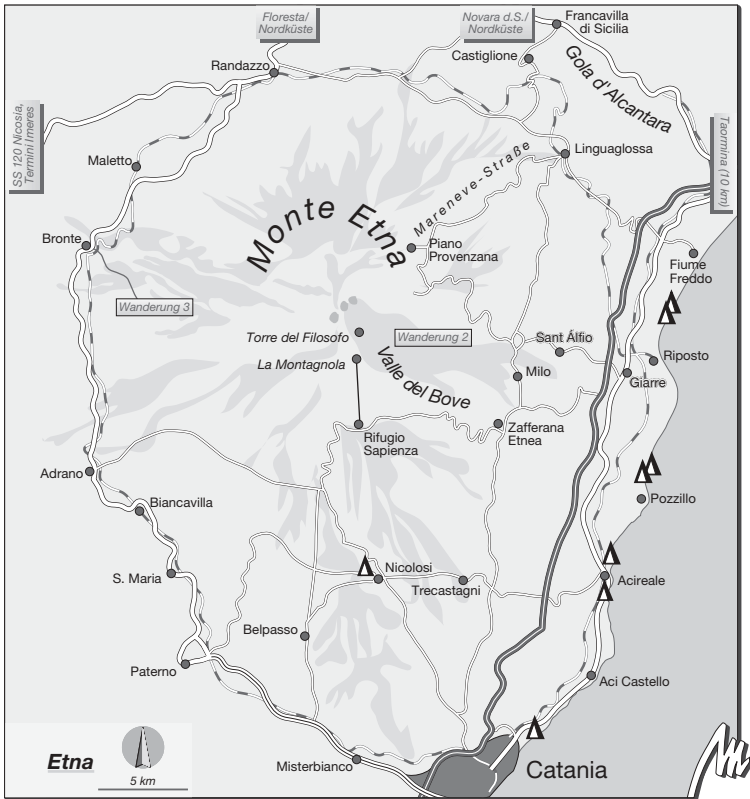 Floresta/
Nordküste
Novara d.S./
Nordküste
Francavilla
di Sicilia
Castiglione
Randazzo
Gola d'Alcantara
SS 120 Nicosia,
Termini Imeres
Maletto
Mareneve-Straße
Linguaglossa
Taormina (10 km)
Monte Etna
Bronte
Piano
Provenzana
Fiume
Freddo
Wanderung 3
Torre del Filosofo
Wanderung 2
Sant Álfio
La Montagnola
Valle del Bove
Riposto
Milo
Giarre
Rifugio
Sapienza
Zafferana
Etnea
Adrano
Biancavilla
Pozzillo
S. Maria
Nicolosi
Trecastagni
Acireale
Belpasso
Paterno
Aci Castello
Etna
5 km
Misterbianco
Catania